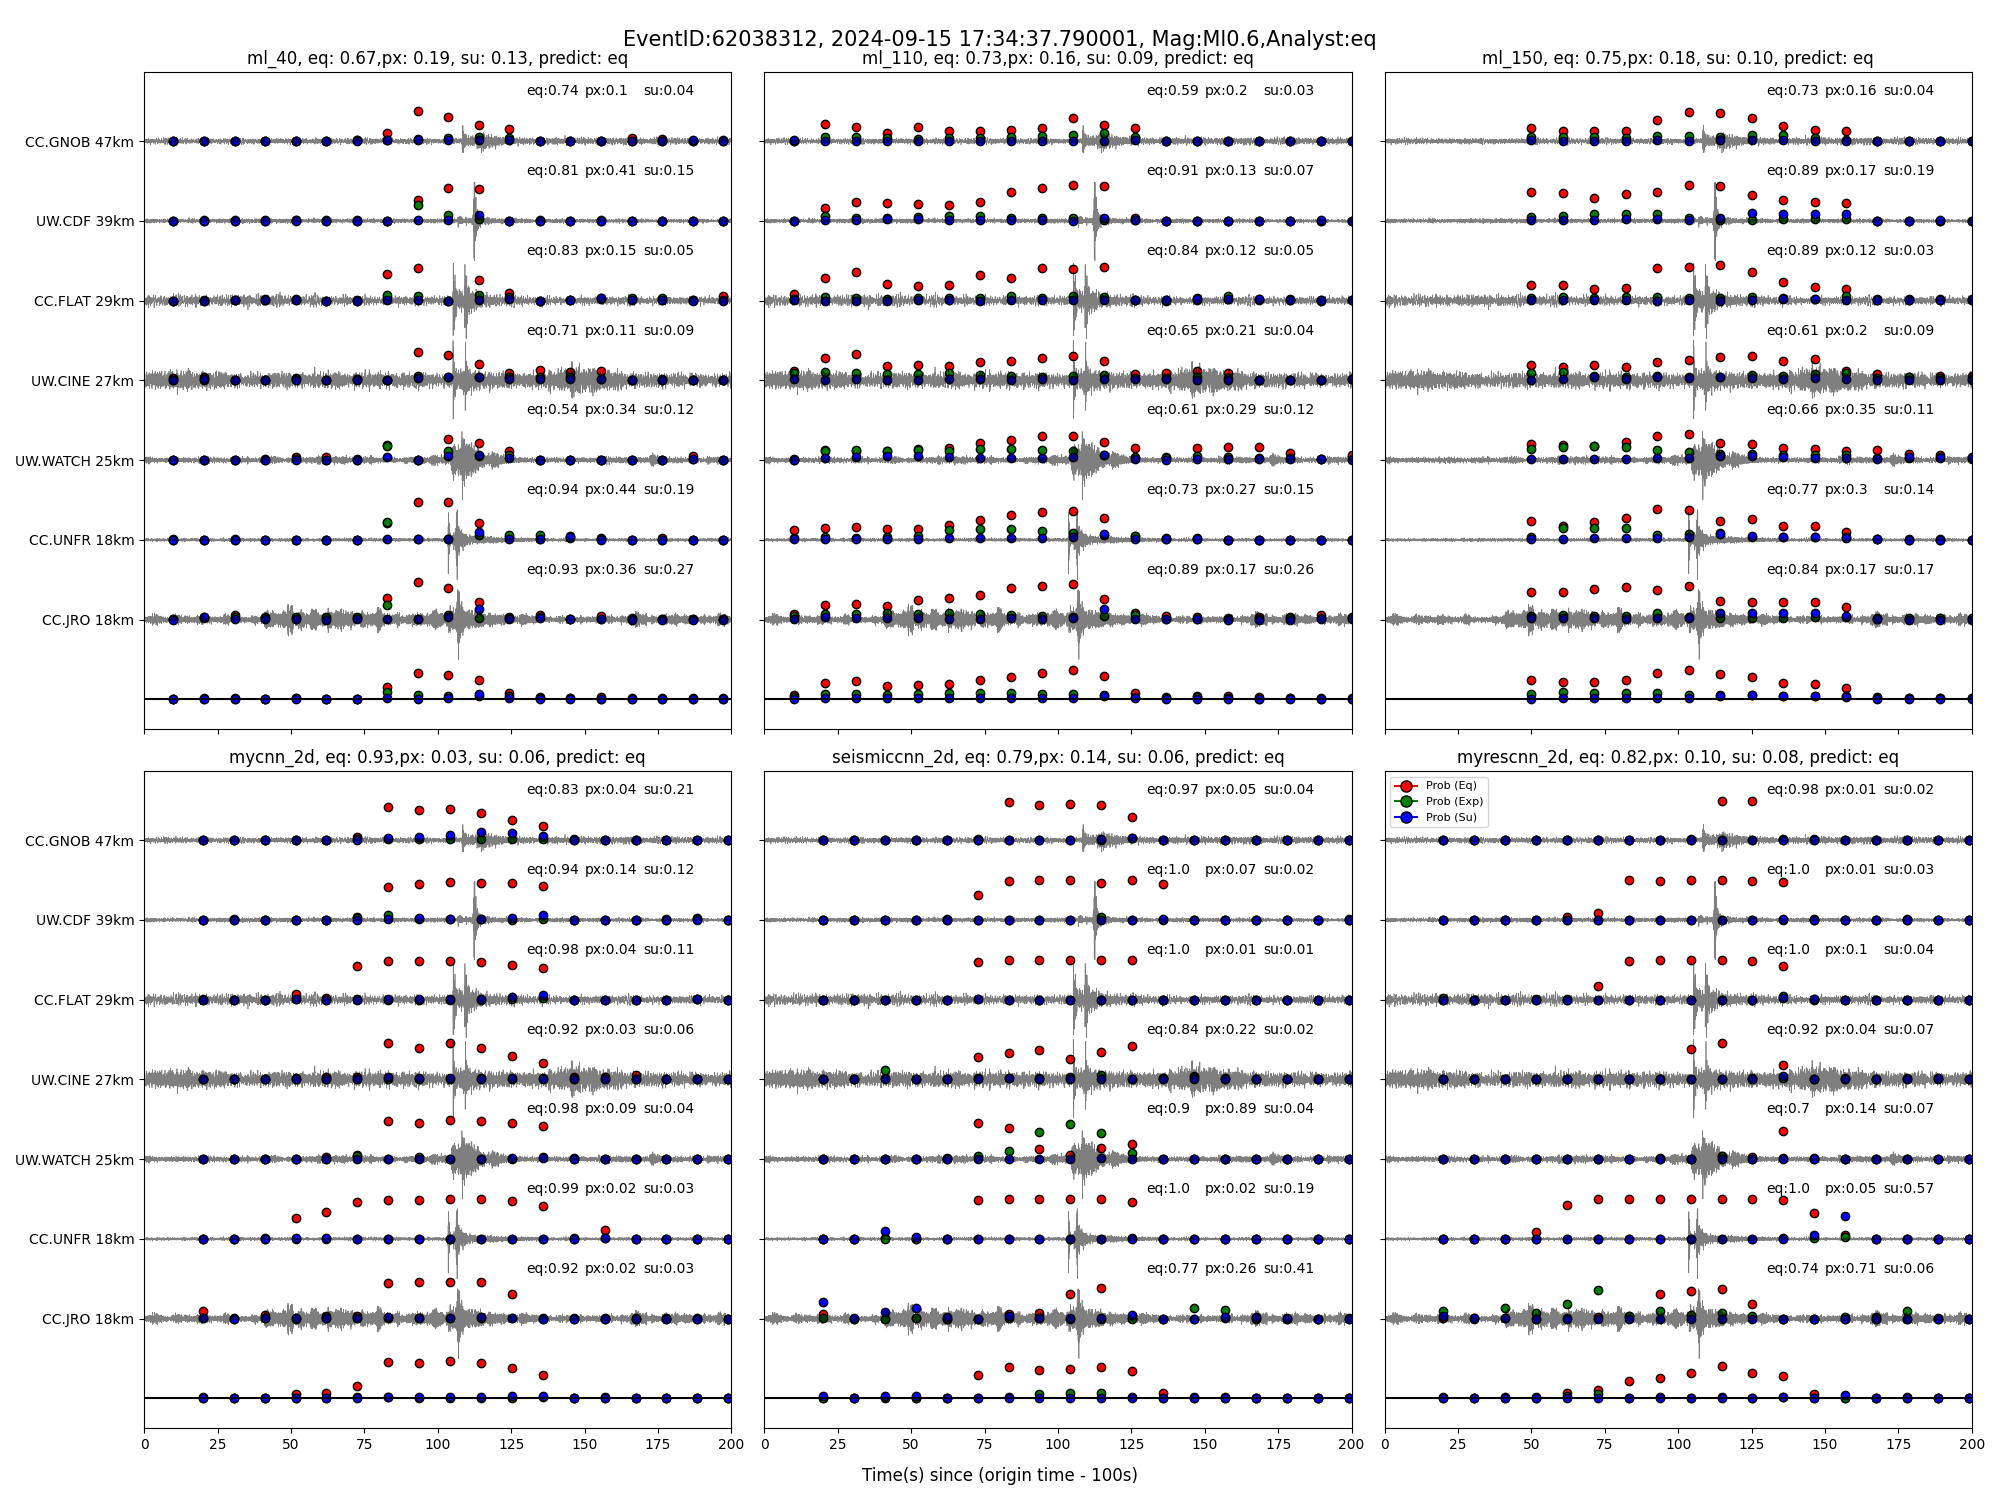 EventID:62038312, 2024-09-15 17:34:37.790001, Mag:Ml0.6,Analyst:eq
ml_40, eq: 0.67,px: 0.19, su: 0.13, predict: eq
CC.GNOB 47km
eq:0.74 px:0.1 su:0.04
UW.CDF 39km
eq:0.81 px:0.41 su:0.15
CC.FLAT 29km
eq:0.83 px:0.15 su:0.05
UW.CINE 27km
eq:0.71 px:0.11 su:0.09
UW.WATCH 25km
eq:0.54 px:0.34 su:0.12
CC.UNFR 18km
eq:0.94 px:0.44 su:0.19
CC.JRO 18km
eq:0.93 px:0.36 su:0.27
ml_110, eq: 0.73,px: 0.16, su: 0.09, predict: eq
eq:0.59 px:0.2 su:0.03
eq:0.91 px:0.13 su:0.07
eq:0.84 px:0.12 su:0.05
eq:0.65 px:0.21 su:0.04
eq:0.61 px:0.29 su:0.12
eq:0.73 px:0.27 su:0.15
eq:0.89 px:0.17 su:0.26
ml_150, eq: 0.75,px: 0.18, su: 0.10, predict: eq
eq:0.73 px:0.16 su:0.04
eq:0.89 px:0.17 su:0.19
eq:0.89 px:0.12 su:0.03
eq:0.61 px:0.2 su:0.09
eq:0.66 px:0.35 su:0.11
eq:0.77 px:0.3 su:0.14
eq:0.84 px:0.17 su:0.17
mycnn_2d, eq: 0.93,px: 0.03, su: 0.06, predict: eq
CC.GNOB 47km
eq:0.83 px:0.04 su:0.21
UW.CDF 39km
eq:0.94 px:0.14 su:0.12
CC.FLAT 29km
eq:0.98 px:0.04 su:0.11
UW.CINE 27km
eq:0.92 px:0.03 su:0.06
UW.WATCH 25km
eq:0.98 px:0.09 su:0.04
CC.UNFR 18km
eq:0.99 px:0.02 su:0.03
CC.JRO 18km
eq:0.92 px:0.02 su:0.03
0 25 50 75 100 125 150 175 200
seismiccnn_2d, eq: 0.79,px: 0.14, su: 0.06, predict: eq
eq:0.97 px:0.05 su:0.04
eq:1.0 px:0.07 su:0.02
eq:1.0 px:0.01 su:0.01
eq:0.84 px:0.22 su:0.02
eq:0.9 px:0.89 su:0.04
eq:1.0 px:0.02 su:0.19
eq:0.77 px:0.26 su:0.41
0 25 50 75 100 125 150 175 200
myrescnn_2d, eq: 0.82,px: 0.10, su: 0.08, predict: eq
Prob (Eq)
Prob (Exp)
Prob (Su)
eq:0.98 px:0.01 su:0.02
eq:1.0 px:0.01 su:0.03
eq:1.0 px:0.1 su:0.04
eq:0.92 px:0.04 su:0.07
eq:0.7 px:0.14 su:0.07
eq:1.0 px:0.05 su:0.57
eq:0.74 px:0.71 su:0.06
0 25 50 75 100 125 150 175 200
Time(s) since (origin time - 100s)